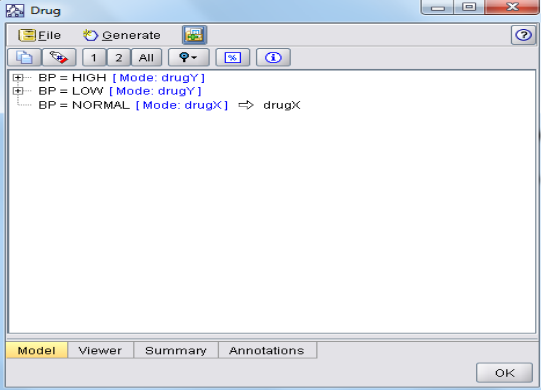 Drug
File Generate
1 2 All %
BP = HIGH [Mode: drugY]
BP = LOW [Mode: drugY]
BP = NORMAL [Mode: drugX] ⇨ drugX
Model Viewer Summary Annotations
OK